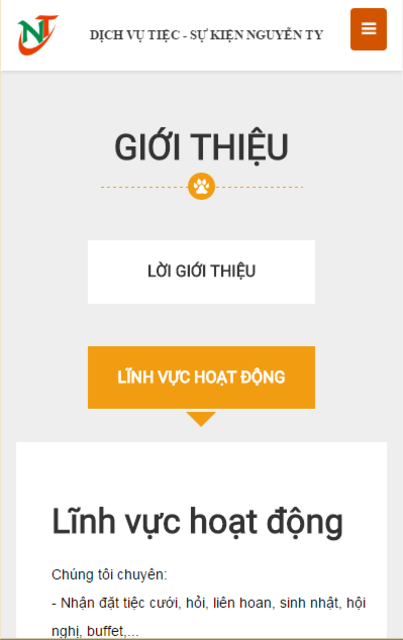 NT
DỊCH VỤ TIỆC - SỰ KIỆN NGUYỄN TY
GIỚI THIỆU
LỜI GIỚI THIỆU
LĨNH VỰC HOẠT ĐỘNG
Lĩnh vực hoạt động
Chúng tôi chuyên:
- Nhận đặt tiệc cưới, hỏi, liên hoan, sinh nhật, hội
nghị, buffet,...